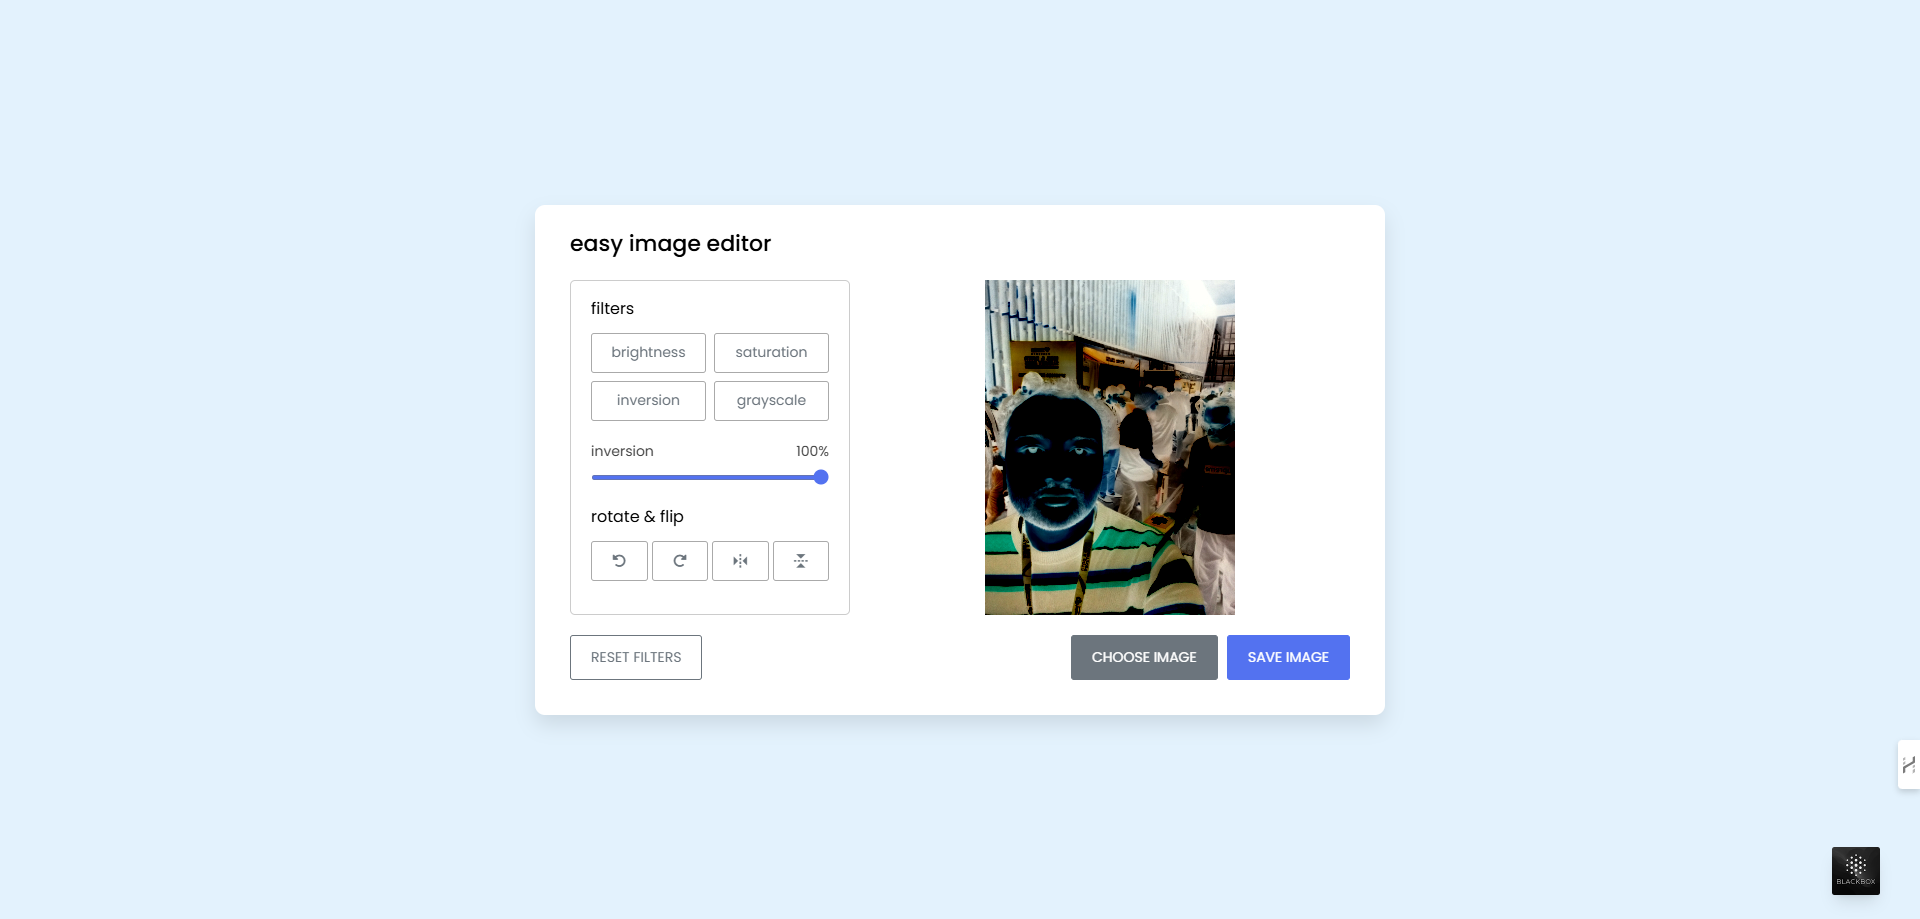 easy image editor
filters
brightness saturation
inversion grayscale
inversion 100%
rotate & flip
RESET FILTERS CHOOSE IMAGE SAVE IMAGE
BLACKBOX